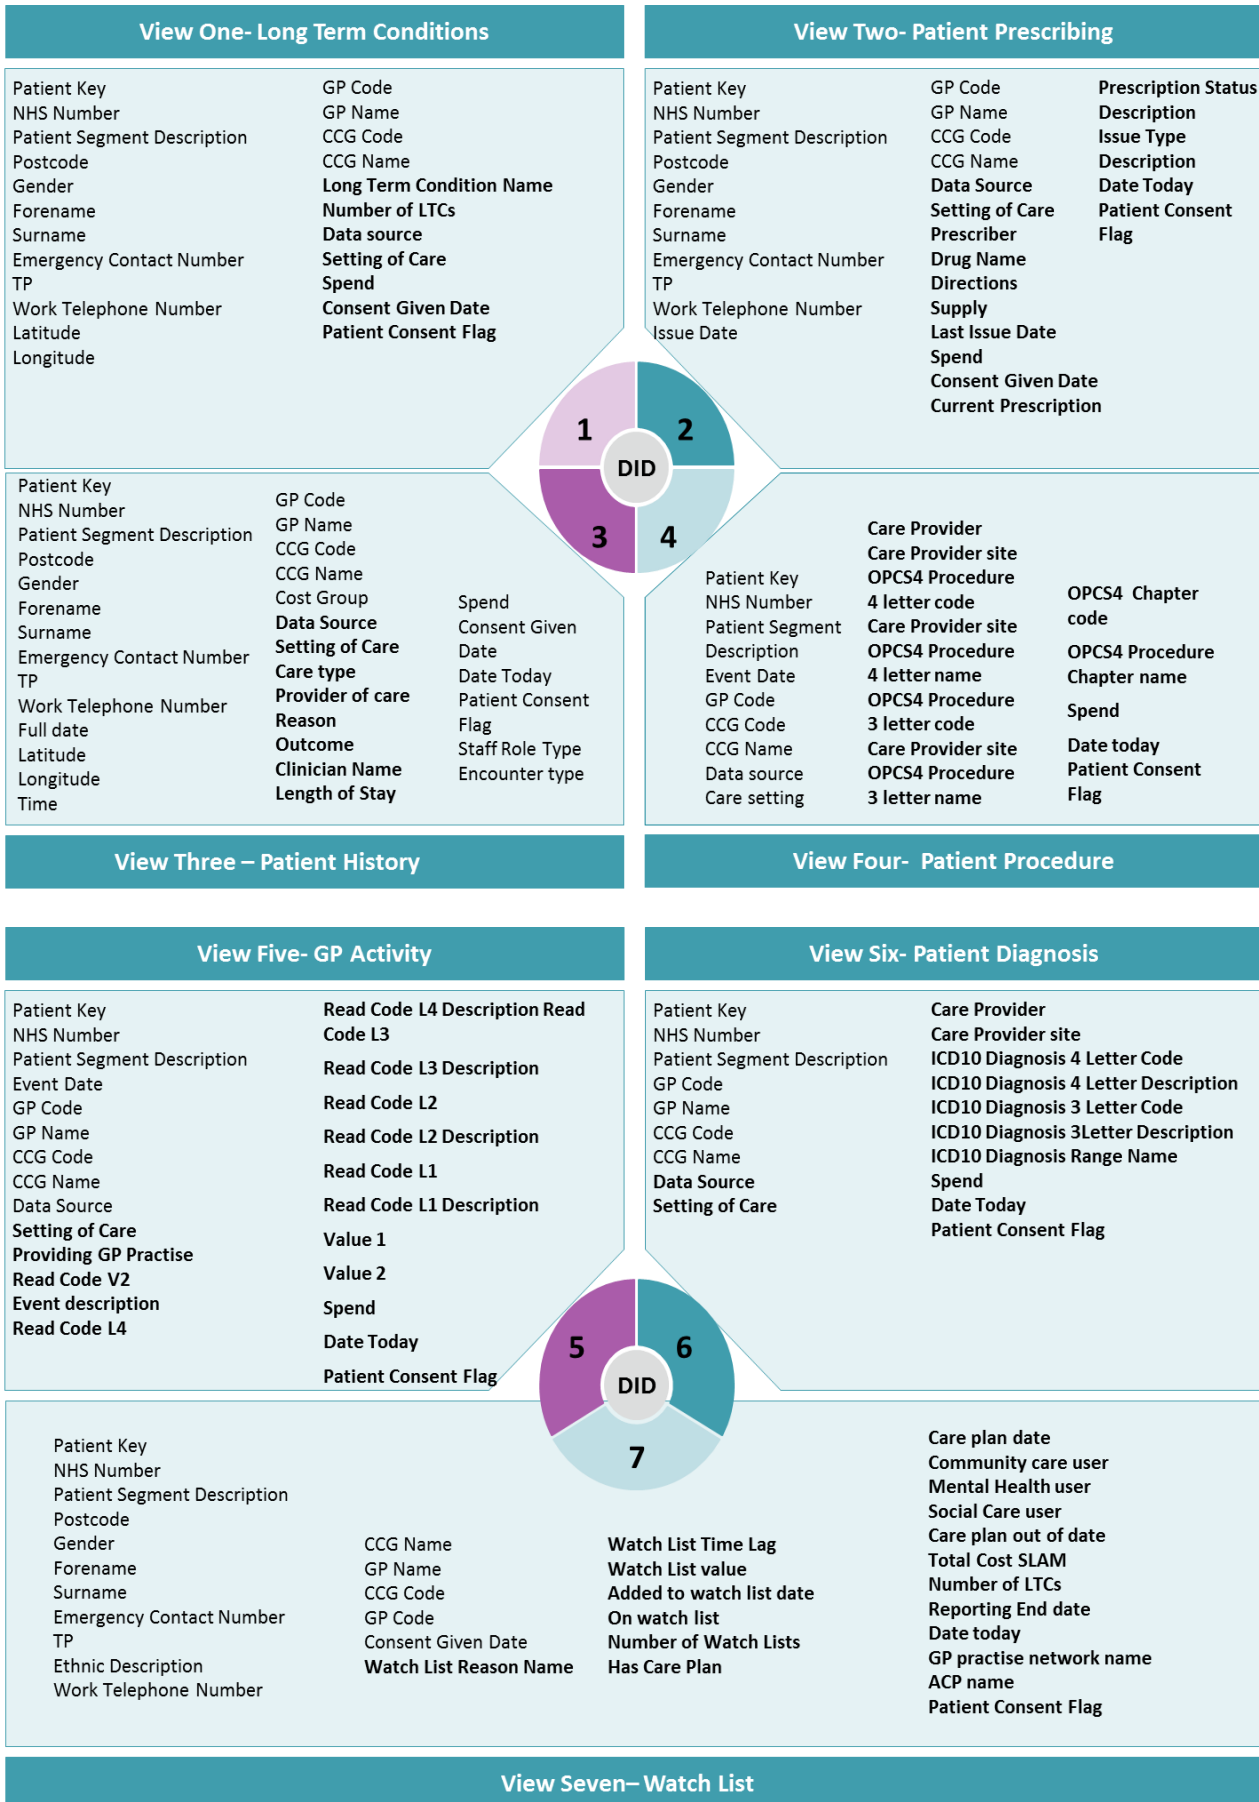 View One- Long Term Conditions
Patient Key
NHS Number
Patient Segment Description
Postcode
Gender
Forename
Surname
Emergency Contact Number
TP
Work Telephone Number
Latitude
Longitude
GP Code
GP Name
CCG Code
CCG Name
Long Term Condition Name
Number of LTCs
Data source
Setting of Care
Spend
Consent Given Date
Patient Consent Flag
View Two- Patient Prescribing
Patient Key
NHS Number
Patient Segment Description
Postcode
Gender
Forename
Surname
Emergency Contact Number
TP
Work Telephone Number
Issue Date
GP Code
GP Name
CCG Code
CCG Name
Data Source
Setting of Care
Prescriber
Drug Name
Directions
Supply
Last Issue Date
Spend
Consent Given Date
Current Prescription
Prescription Status
Description
Issue Type
Description
Date Today
Patient Consent
Flag
1
2
DID
3
4
Patient Key
NHS Number
Patient Segment Description
Postcode
Gender
Forename
Surname
Emergency Contact Number
TP
Work Telephone Number
Full date
Latitude
Longitude
Time
GP Code
GP Name
CCG Code
CCG Name
Cost Group
Data Source
Setting of Care
Care type
Provider of care
Reason
Outcome
Clinician Name
Length of Stay
Spend
Consent Given
Date
Date Today
Patient Consent
Flag
Staff Role Type
Encounter type
View Three – Patient History
Patient Key
NHS Number
Patient Segment
Description
Event Date
GP Code
CCG Code
CCG Name
Data source
Care setting
Care Provider
Care Provider site
OPCS4 Procedure
4 letter code
Care Provider site
OPCS4 Procedure
4 letter name
OPCS4 Procedure
3 letter code
Care Provider site
OPCS4 Procedure
3 letter name
OPCS4 Chapter
code
OPCS4 Procedure
Chapter name
Spend
Date today
Patient Consent
Flag
View Four- Patient Procedure
View Five- GP Activity
Patient Key
NHS Number
Patient Segment Description
Event Date
GP Code
GP Name
CCG Code
CCG Name
Data Source
Setting of Care
Providing GP Practise
Read Code V2
Event description
Read Code L4
Read Code L4 Description Read
Code L3
Read Code L3 Description
Read Code L2
Read Code L2 Description
Read Code L1
Read Code L1 Description
Value 1
Value 2
Spend
Date Today
Patient Consent Flag
View Six- Patient Diagnosis
Patient Key
NHS Number
Patient Segment Description
GP Code
GP Name
CCG Code
CCG Name
Data Source
Setting of Care
Care Provider
Care Provider site
ICD10 Diagnosis 4 Letter Code
ICD10 Diagnosis 4 Letter Description
ICD10 Diagnosis 3 Letter Code
ICD10 Diagnosis 3Letter Description
ICD10 Diagnosis Range Name
Spend
Date Today
Patient Consent Flag
5
6
DID
7
Patient Key
NHS Number
Patient Segment Description
Postcode
Gender
Forename
Surname
Emergency Contact Number
TP
Ethnic Description
Work Telephone Number
CCG Name
GP Name
CCG Code
GP Code
Consent Given Date
Watch List Reason Name
Watch List Time Lag
Watch List value
Added to watch list date
On watch list
Number of Watch Lists
Has Care Plan
Care plan date
Community care user
Mental Health user
Social Care user
Care plan out of date
Total Cost SLAM
Number of LTCs
Reporting End date
Date today
GP practise network name
ACP name
Patient Consent Flag
View Seven– Watch List